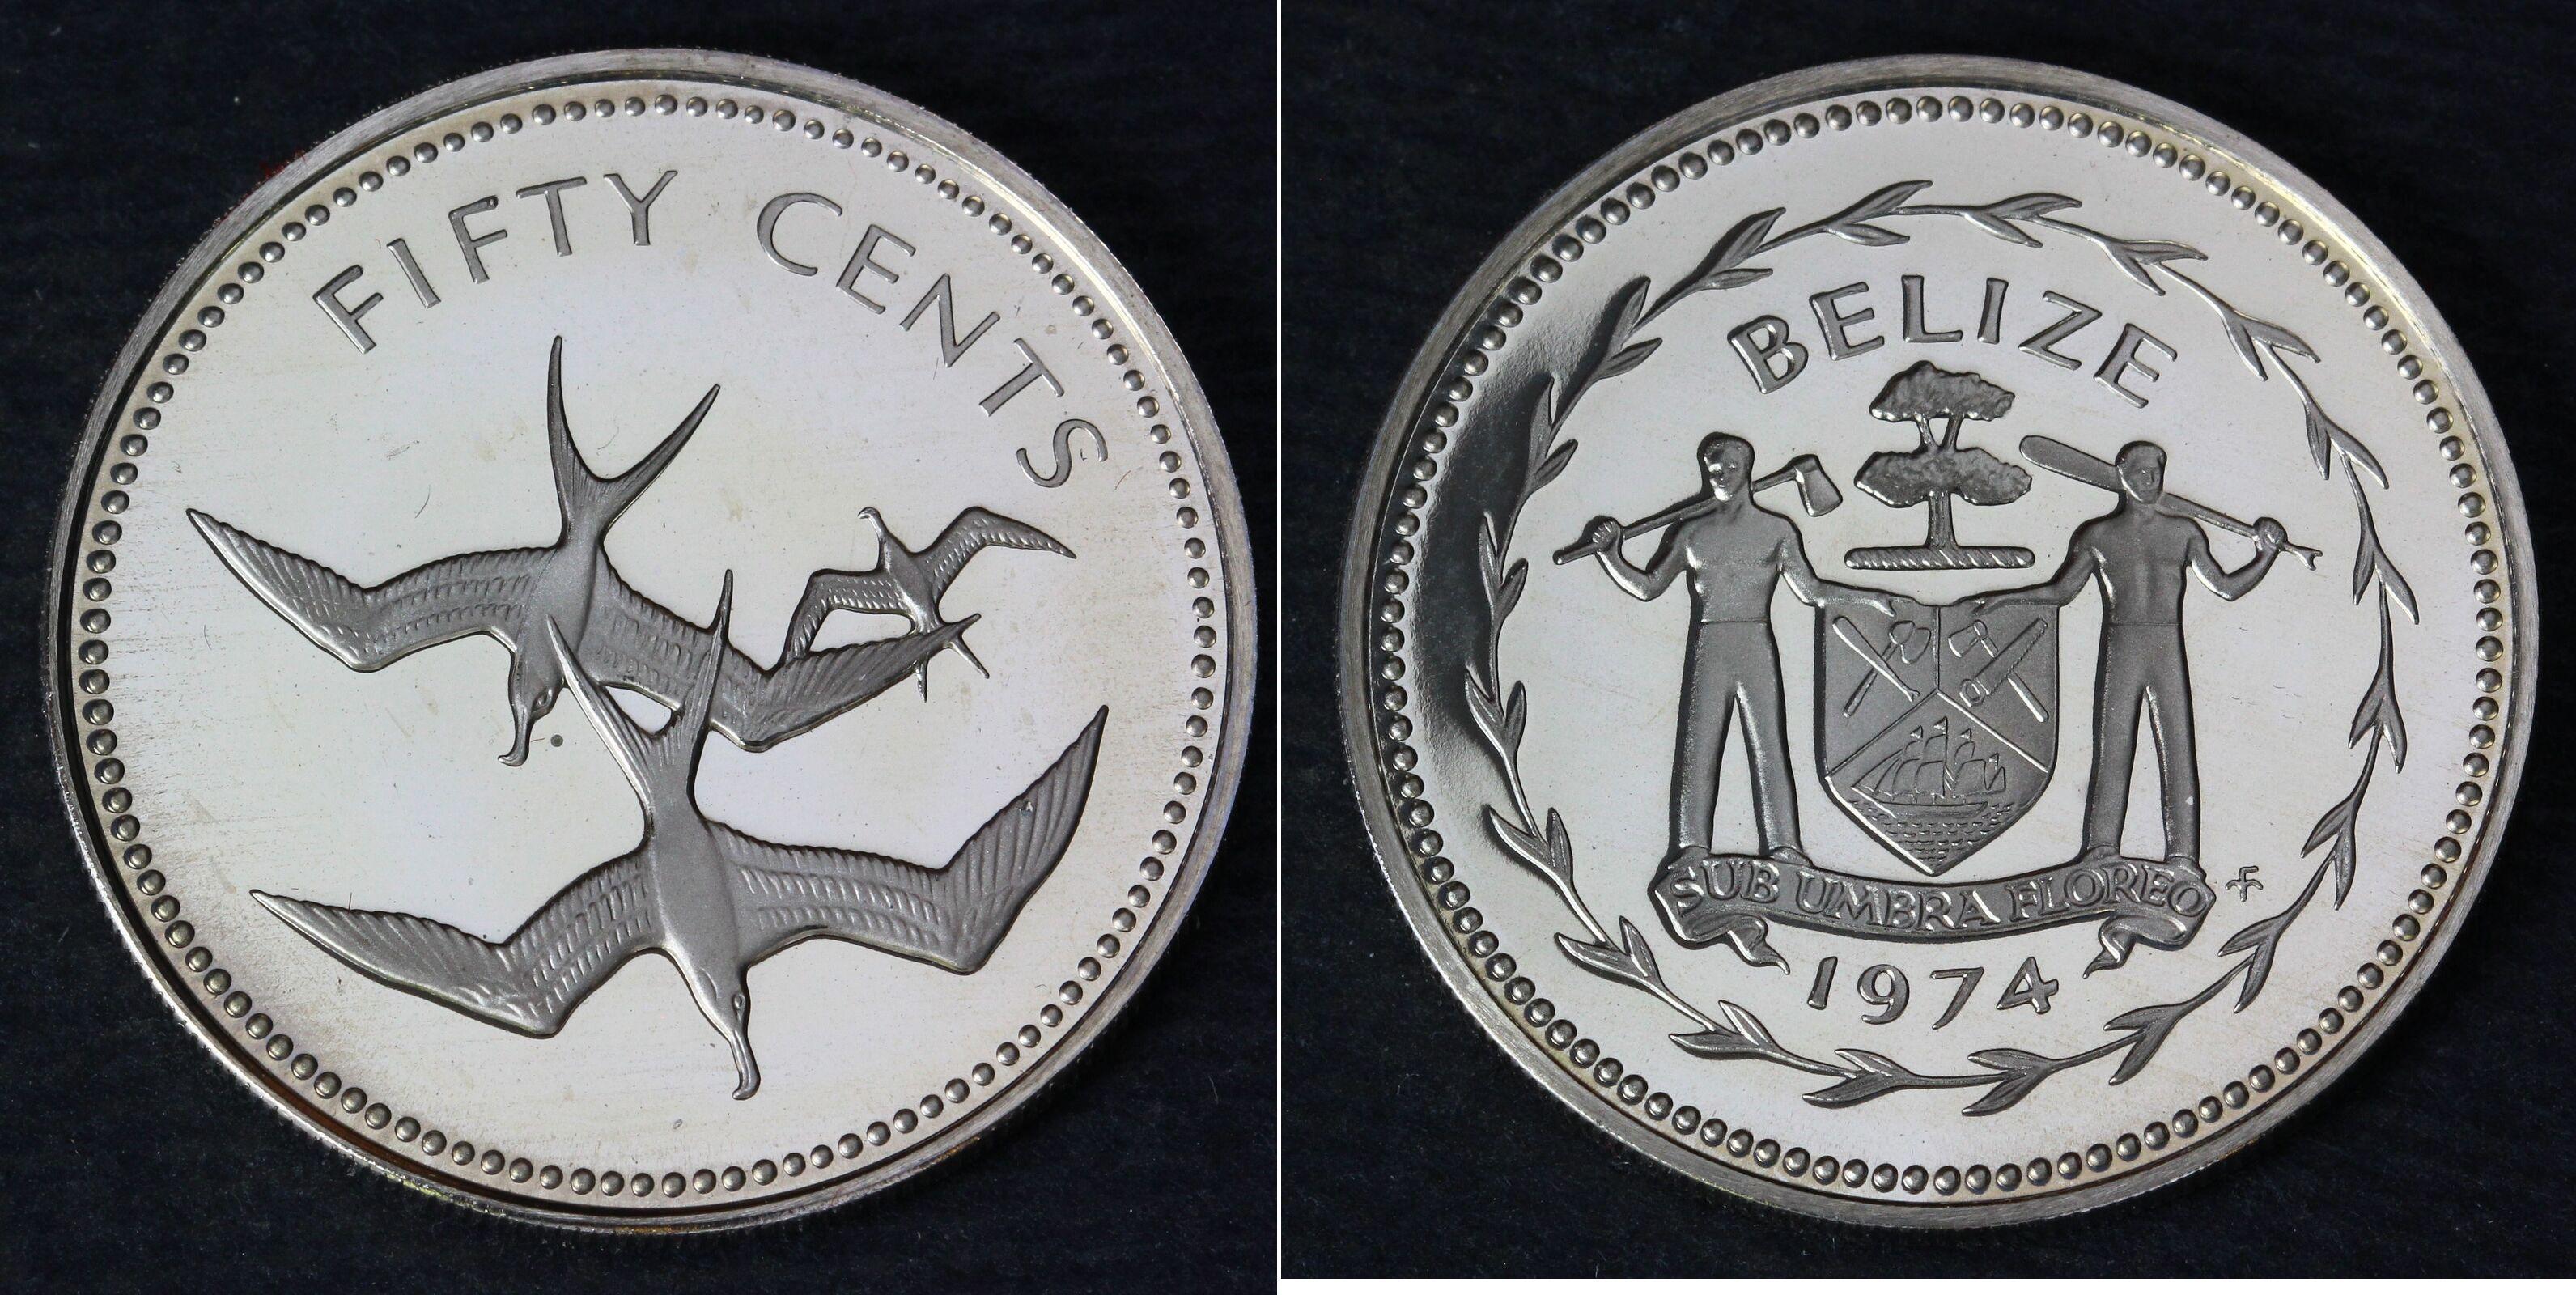 FIFTY CENTS
BELIZE
SUB UMBRA FLOREO
1974